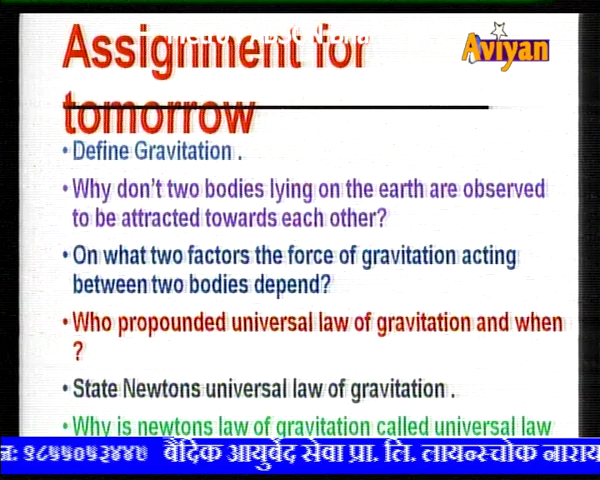 Assignment for
Aviyan
tomorrow
• Define Gravitation .
• Why don't two bodies lying on the earth are observed
to be attracted towards each other?
• On what two factors the force of gravitation acting
between two bodies depend?
• Who propounded universal law of gravitation and when
?
• State Newtons universal law of gravitation .
• Why is newtons law of gravitation called universal law
वैदिक आयुर्वेद सेवा प्रा. लि. लायन्स्चोक नाराय